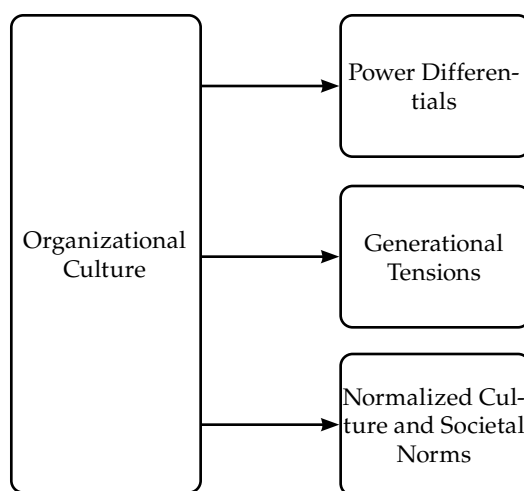 Organizational
Culture
Power Differen-
tials
Generational
Tensions
Normalized Cul-
ture and Societal
Norms